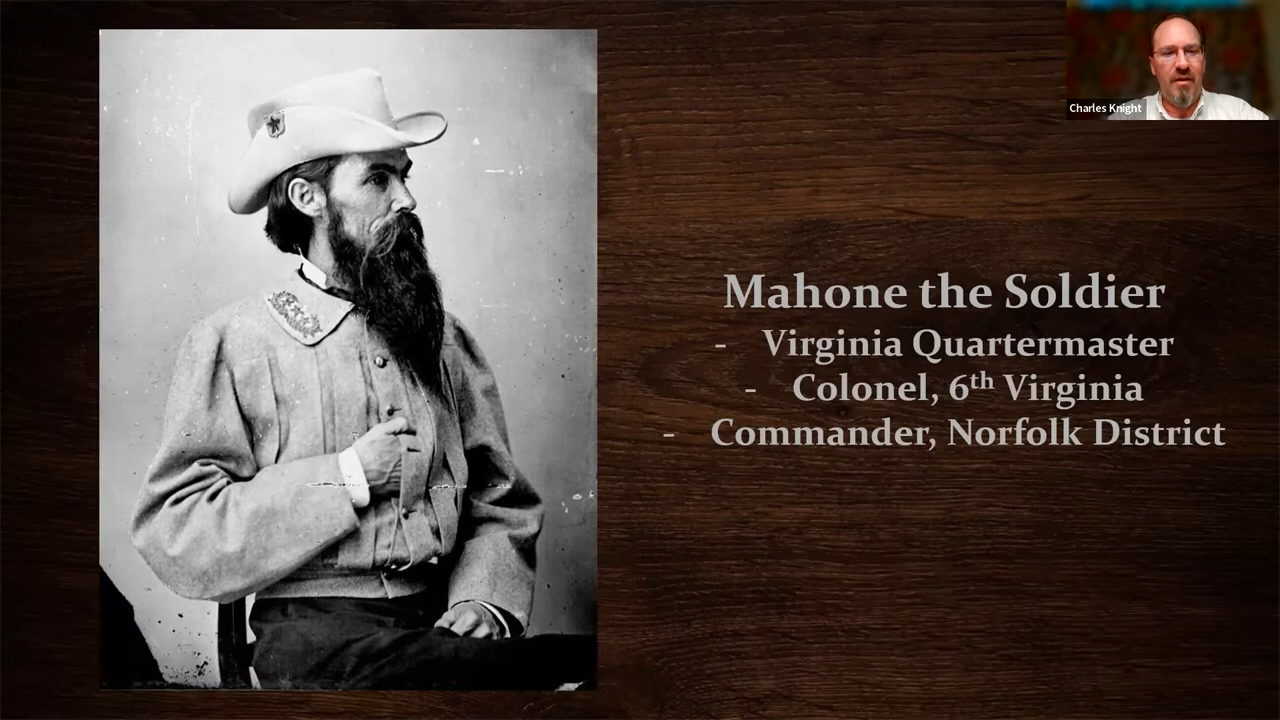 Charles Knight
Mahone the Soldier
- Virginia Quartermaster
- Colonel, 6th Virginia
- Commander, Norfolk District